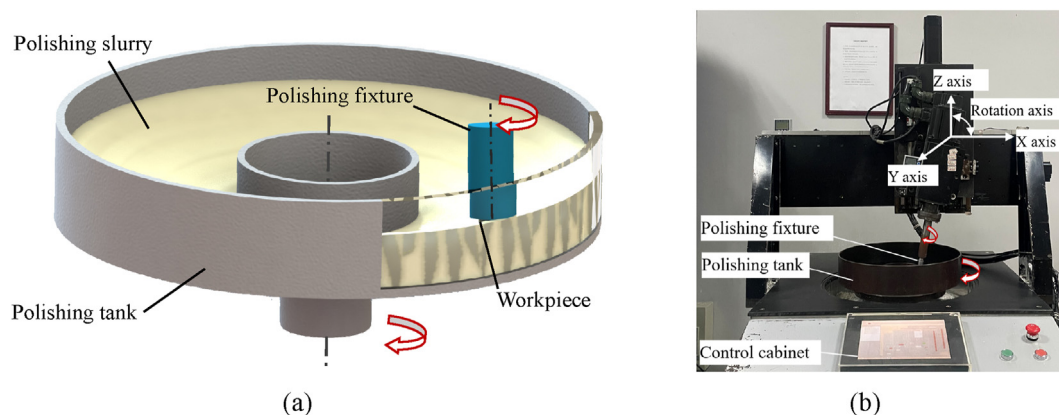 Polishing slurry
Polishing fixture
Workpiece
Polishing tank
(a)
Z axis
Rotation axis
X axis
Y axis
Polishing fixture
Polishing tank
Control cabinet
(b)